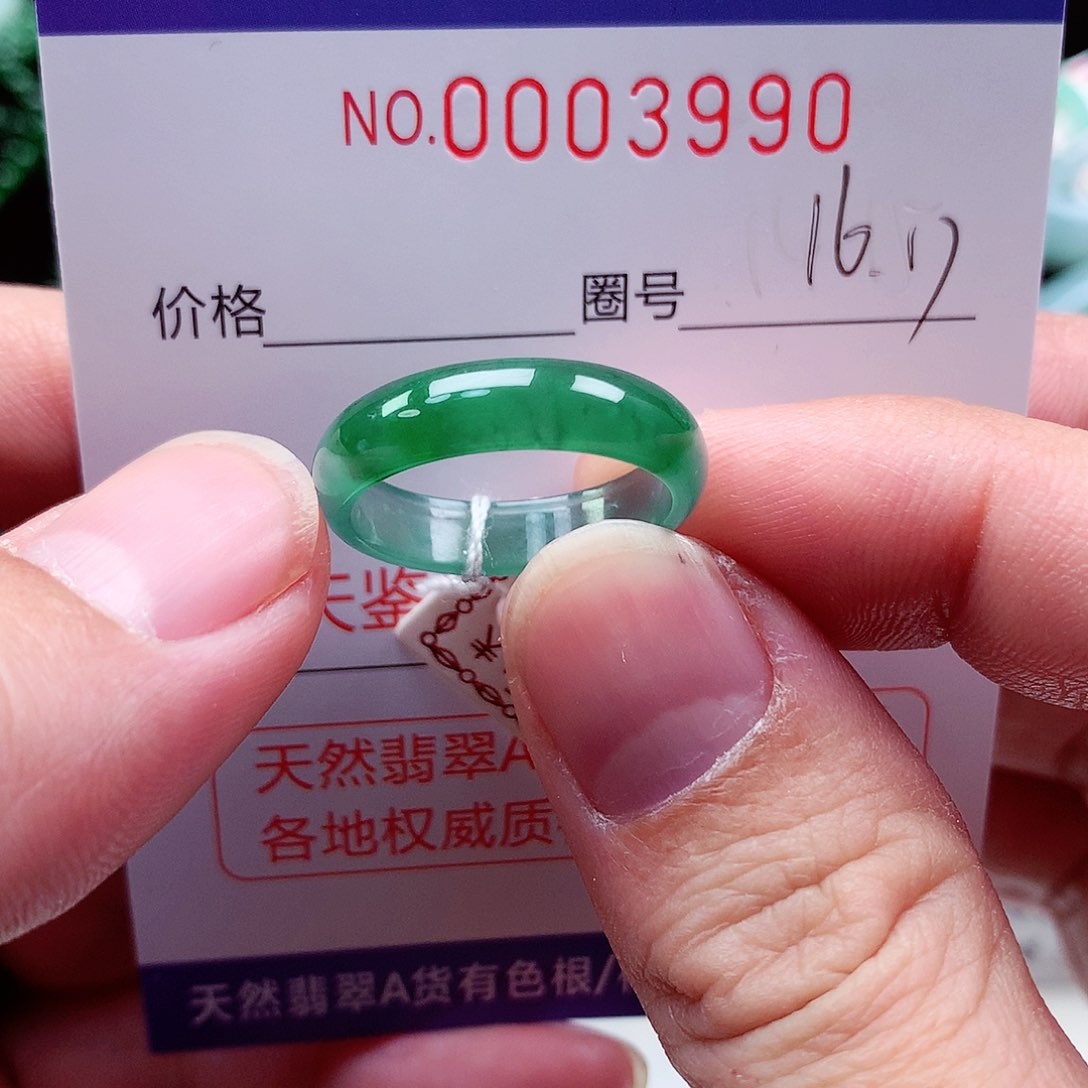 NO.0003990
价格 圈号 16.17
天鉴
天然翡翠A
各地权威质
天然翡翠A货有色根/